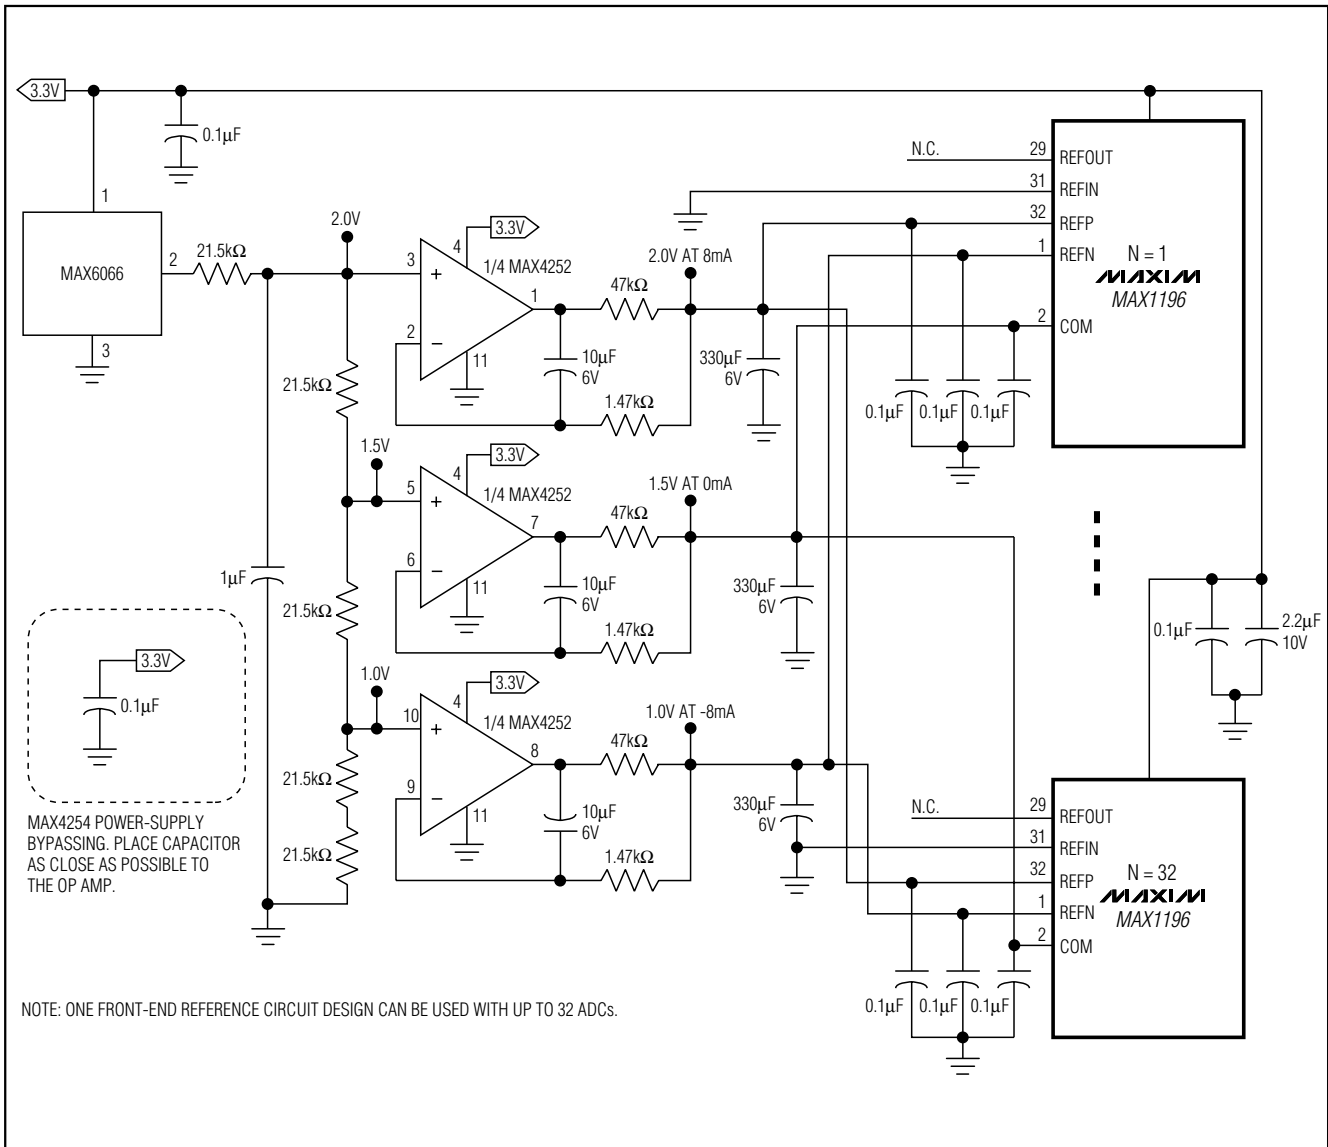 3.3V
0.1µF
1
MAX6066
2
3
21.5kΩ
2.0V
21.5kΩ
1µF
1.5V
21.5kΩ
1.0V
21.5kΩ
21.5kΩ
3.3V
4
1/4 MAX4252
3
+
2
−
1
11
47kΩ
10µF
6V
1.47kΩ
2.0V AT 8mA
330µF
6V
3.3V
4
1/4 MAX4252
5
+
6
−
7
11
47kΩ
10µF
6V
1.47kΩ
1.5V AT 0mA
330µF
6V
3.3V
4
1/4 MAX4252
10
+
9
−
8
11
47kΩ
10µF
6V
1.47kΩ
1.0V AT -8mA
330µF
6V
N.C.
29
REFOUT
31
REFIN
32
REFP
1
REFN
2
COM
N = 1
MAXIM
MAX1196
0.1µF
0.1µF
0.1µF
0.1µF
2.2µF
10V
N.C.
29
REFOUT
31
REFIN
32
REFP
1
REFN
2
COM
N = 32
MAXIM
MAX1196
0.1µF
0.1µF
0.1µF
3.3V
0.1µF
MAX4254 POWER-SUPPLY
BYPASSING. PLACE CAPACITOR
AS CLOSE AS POSSIBLE TO
THE OP AMP.
NOTE: ONE FRONT-END REFERENCE CIRCUIT DESIGN CAN BE USED WITH UP TO 32 ADCs.